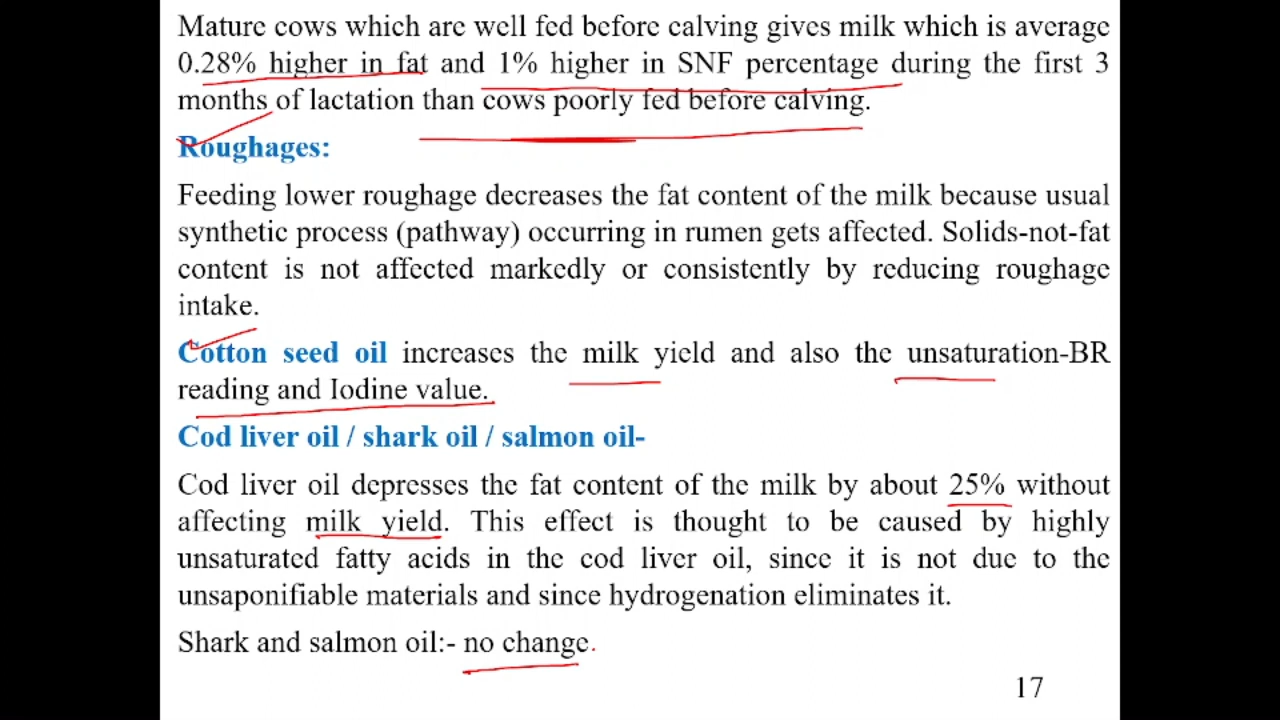 Mature cows which are well fed before calving gives milk which is average
0.28% higher in fat and 1% higher in SNF percentage during the first 3
months of lactation than cows poorly fed before calving.
Roughages:
Feeding lower roughage decreases the fat content of the milk because usual
synthetic process (pathway) occurring in rumen gets affected. Solids-not-fat
content is not affected markedly or consistently by reducing roughage
intake.
Cotton seed oil increases the milk yield and also the unsaturation-BR
reading and Iodine value.
Cod liver oil / shark oil / salmon oil-
Cod liver oil depresses the fat content of the milk by about 25% without
affecting milk yield. This effect is thought to be caused by highly
unsaturated fatty acids in the cod liver oil, since it is not due to the
unsaponifiable materials and since hydrogenation eliminates it.
Shark and salmon oil:- no change.
17